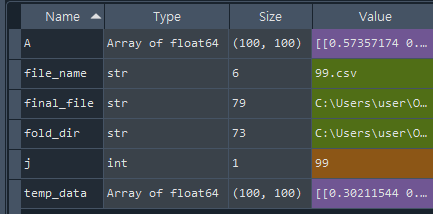 Name Type Size Value
A Array of float64 (100, 100) [[0.57357174 0...
file_name str 6 99.csv
final_file str 79 C:\Users\user\O...
fold_dir str 73 C:\Users\user\O...
j int 1 99
temp_data Array of float64 (100, 100) [[0.30211544 0...